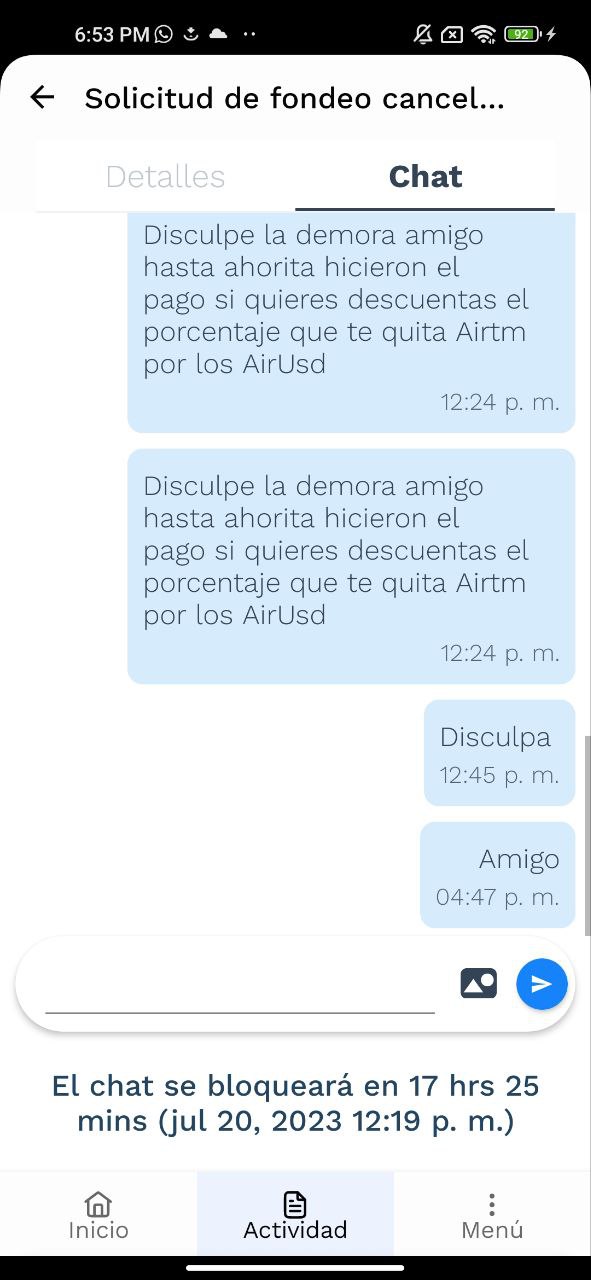 6:53 PM
92
Solicitud de fondeo cancel...
Detalles
Chat
Disculpe la demora amigo
hasta ahorita hicieron el
pago si quieres descuentas el
porcentaje que te quita Airtm
por los AirUsd
12:24 p. m.
Disculpe la demora amigo
hasta ahorita hicieron el
pago si quieres descuentas el
porcentaje que te quita Airtm
por los AirUsd
12:24 p. m.
Disculpa
12:45 p. m.
Amigo
04:47 p. m.
El chat se bloqueará en 17 hrs 25
mins (jul 20, 2023 12:19 p. m.)
Inicio
Actividad
Menú